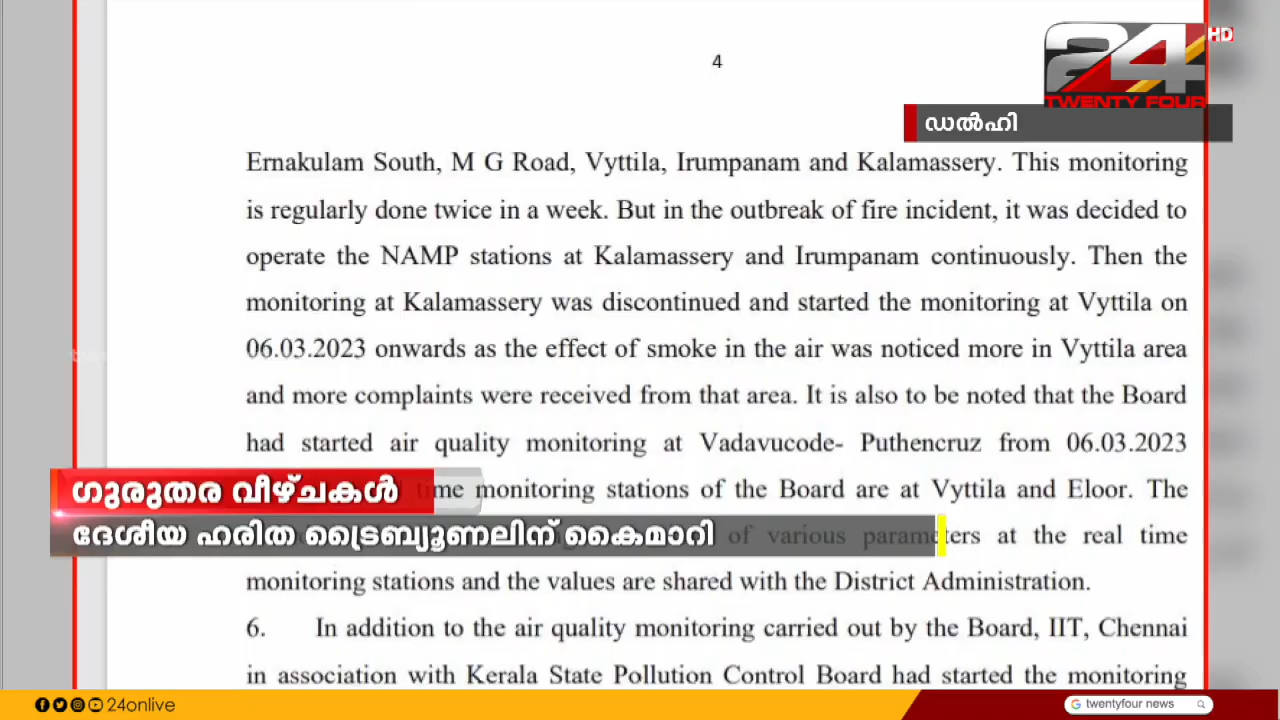 4
24
HD
TWENTY FOUR
ഡൽഹി
Ernakulam South, M G Road, Vyttila, Irumpanam and Kalamassery. This monitoring
is regularly done twice in a week. But in the outbreak of fire incident, it was decided to
operate the NAMP stations at Kalamassery and Irumpanam continuously. Then the
monitoring at Kalamassery was discontinued and started the monitoring at Vyttila on
06.03.2023 onwards as the effect of smoke in the air was noticed more in Vyttila area
and more complaints were received from that area. It is also to be noted that the Board
had started air quality monitoring at Vadavucode- Puthencruz from 06.03.2023
ഗുരുതര വീഴ്ചകൾ
time monitoring stations of the Board are at Vyttila and Eloor. The
ദേശീയ ഹരിത ട്രൈബ്യൂണലിന് കൈമാറി
of various parameters at the real time
monitoring stations and the values are shared with the District Administration.
6. In addition to the air quality monitoring carried out by the Board, IIT, Chennai
in association with Kerala State Pollution Control Board had started the monitoring
24onlive
twentyfour news